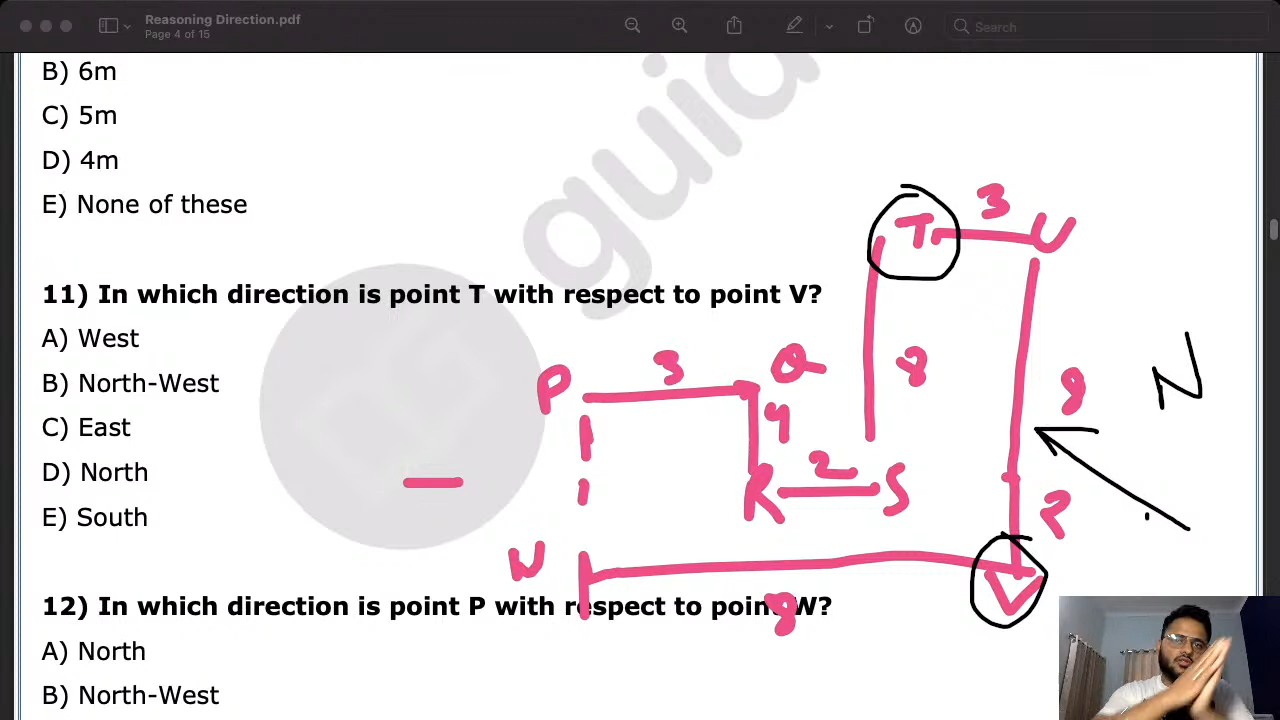 Reasoning Direction.pdf
Page 4 of 15
Search
guid
B) 6m
C) 5m
D) 4m
E) None of these
11) In which direction is point T with respect to point V?
A) West
B) North-West
C) East
D) North
E) South
T 3 U
P 3 Q 8 8 N
4
R 2 S 2
W V
8
12) In which direction is point P with respect to point W?
A) North
B) North-West